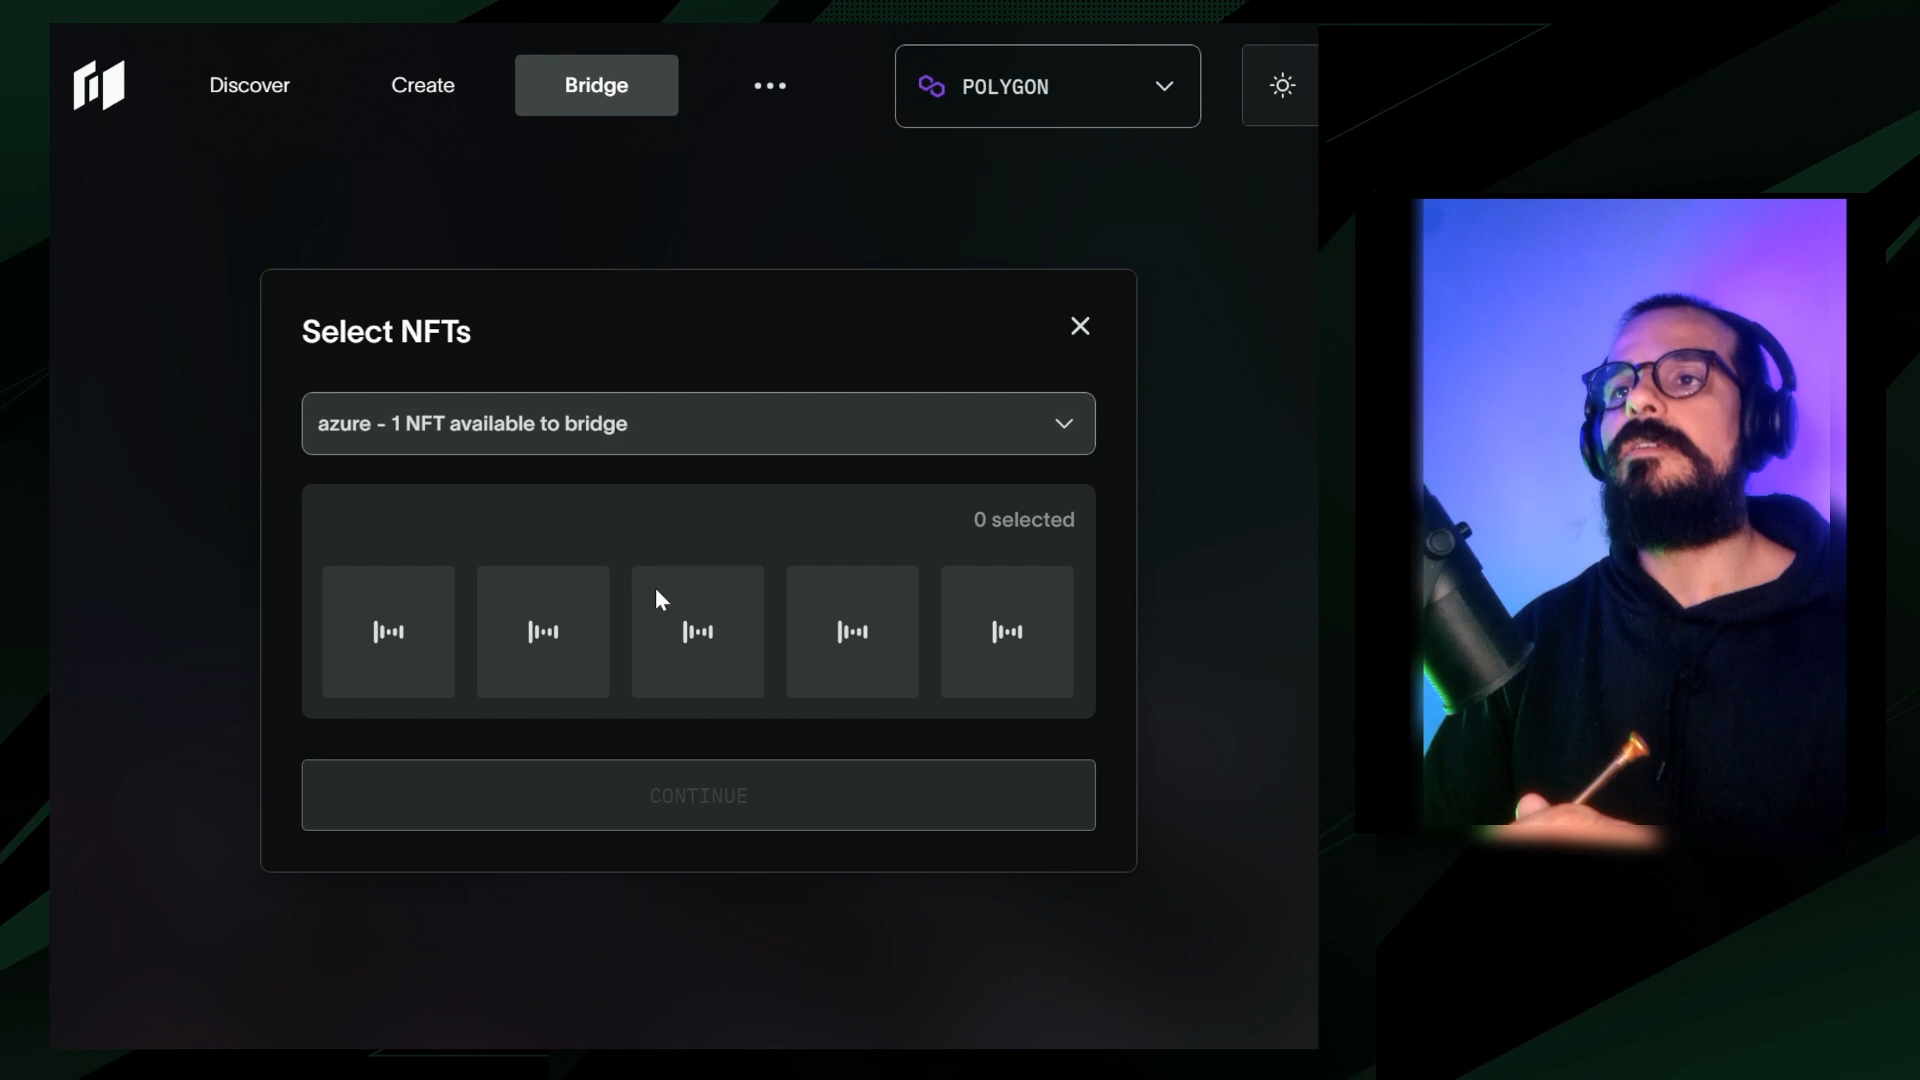 Discover
Create
Bridge
POLYGON
Select NFTs
azure - 1 NFT available to bridge
0 selected
CONTINUE